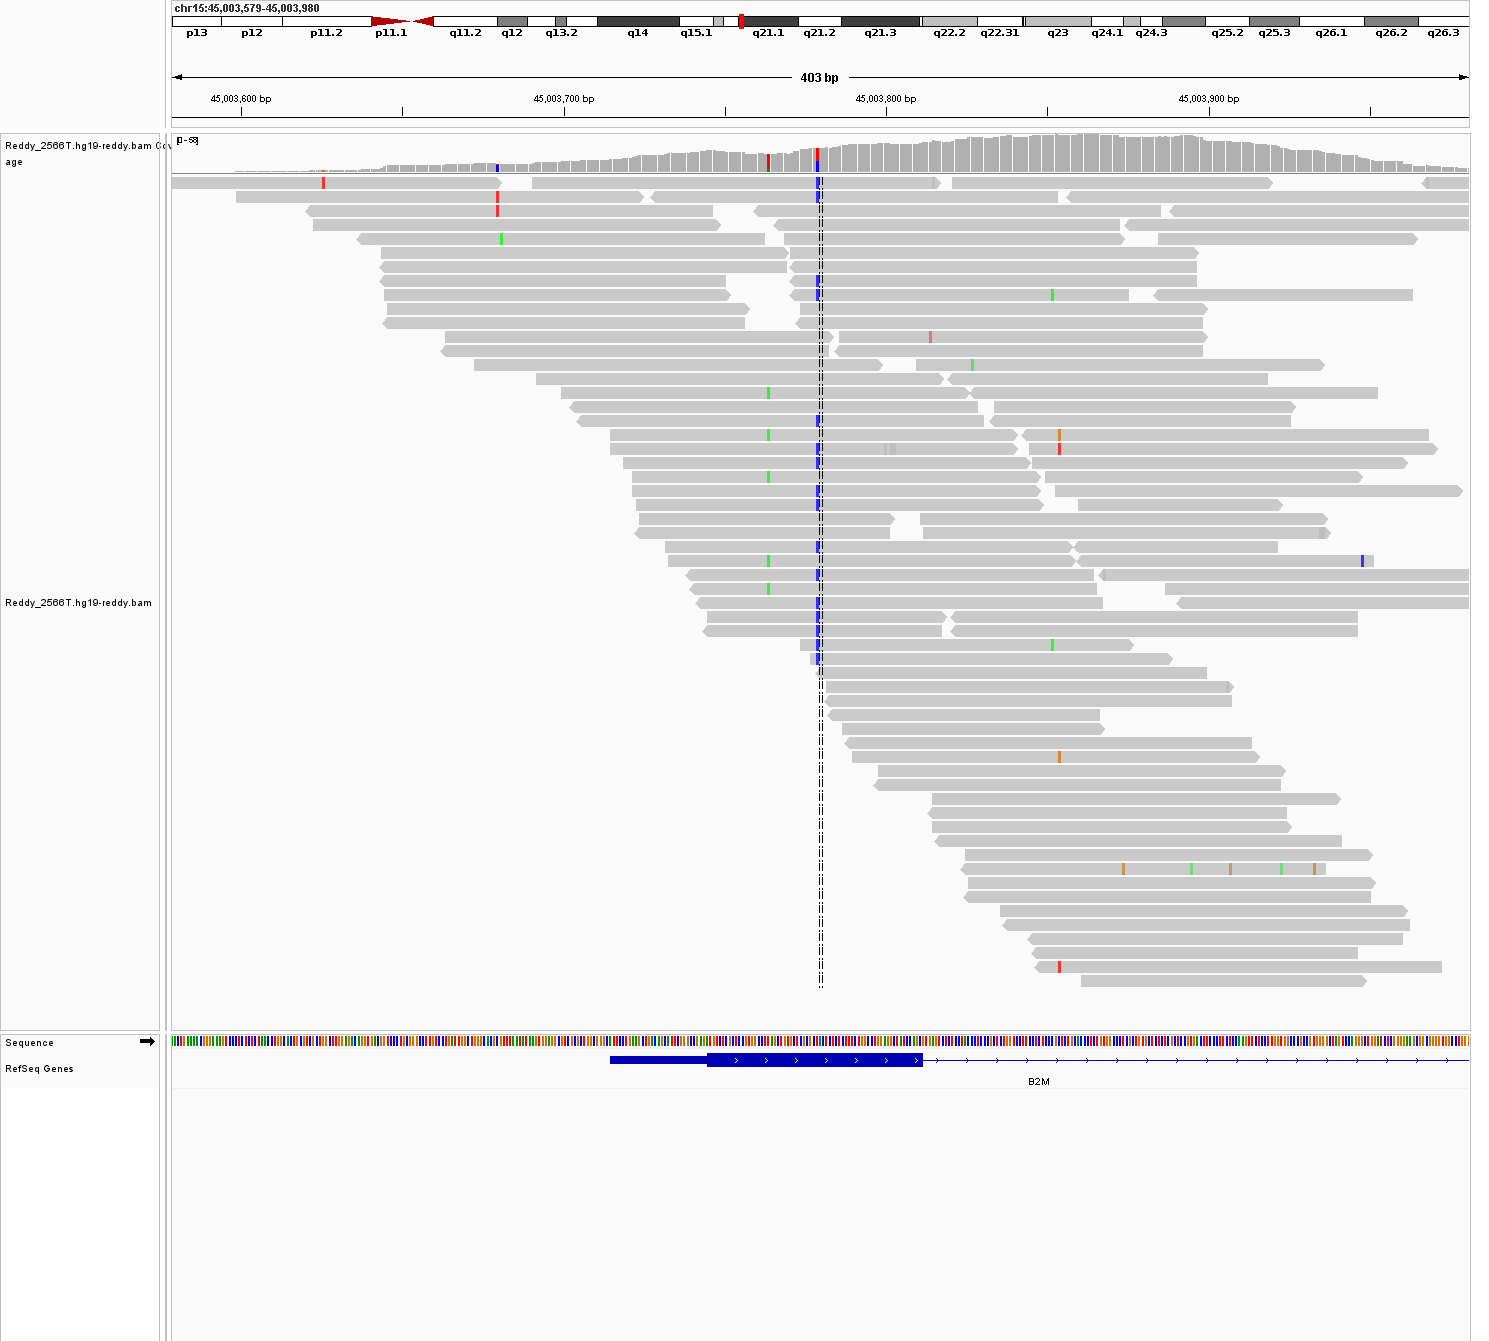 chr15:45,003,579-45,003,980
p13 p12 p11.2 p11.1 q11.2 q12 q13.2 q14 q15.1 q21.1 q21.2 q21.3 q22.2 q22.31 q23 q24.1 q24.3 q25.2 q25.3 q26.1 q26.2 q26.3
403 bp
45,003,600 bp 45,003,700 bp 45,003,800 bp 45,003,900 bp
Reddy_2566T.hg19-reddy.bam Cov
age
[0 - 68]
Reddy_2566T.hg19-reddy.bam
Sequence
RefSeq Genes
B2M